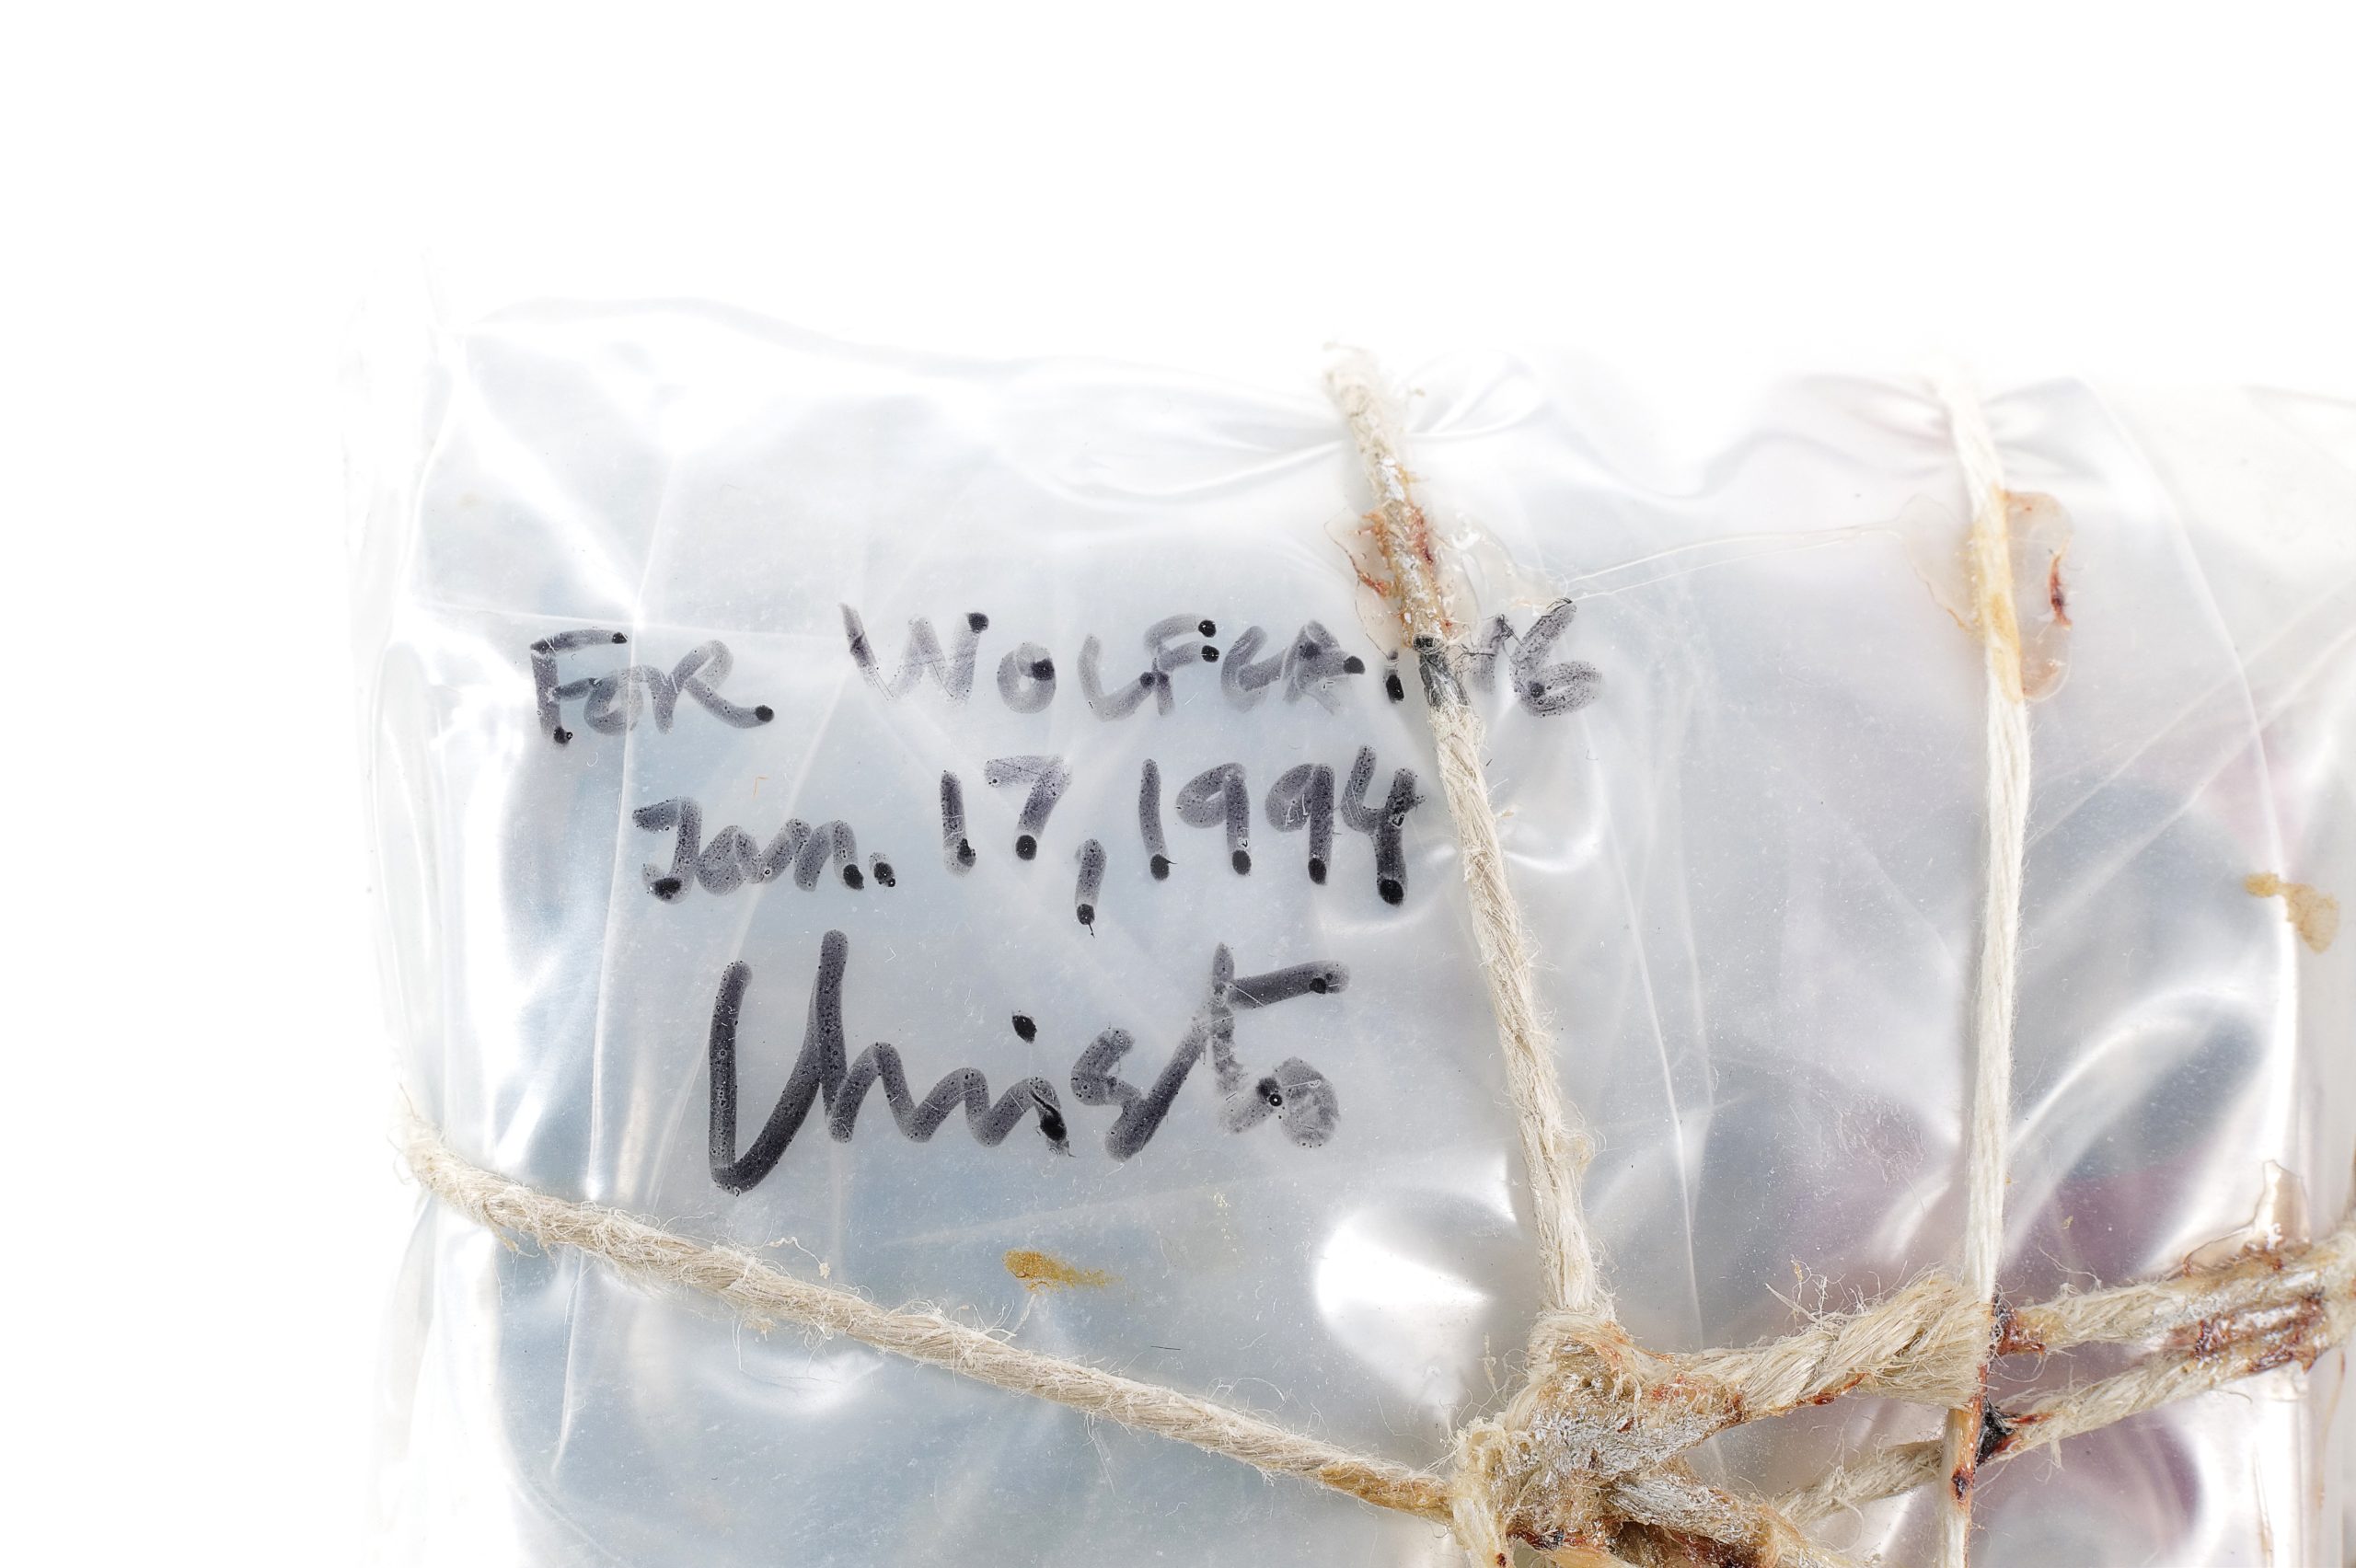 FOR WOLFGANG
Jan. 17, 1994
Christo